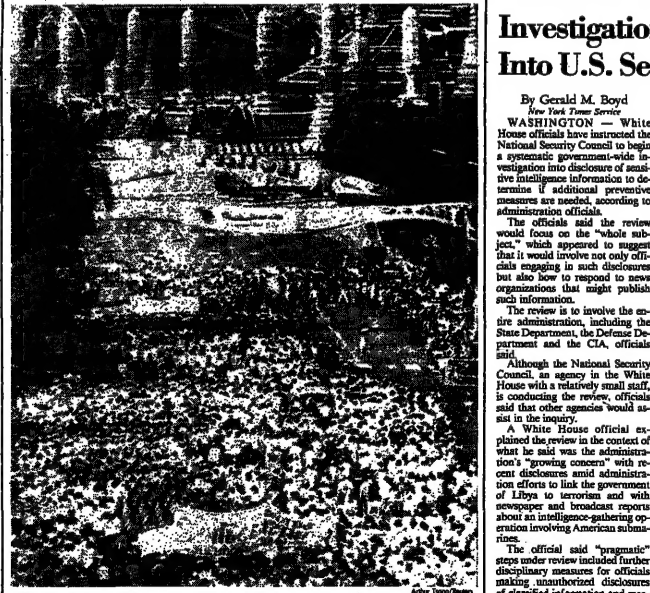 Investigatio
Into U.S. Se
By Gerald M. Boyd
New York Times Service
WASHINGTON — White
House officials have instructed the
National Security Council to begin
a systematic government-wide in-
vestigation into disclosure of sensi-
tive intelligence information to de-
termine if additional preventive
measures are needed, according to
administration officials.
The officials said the review
would focus on the "whole sub-
ject," which appeared to suggest
that it would involve not only offi-
cials engaging in such disclosures
but also how to respond to news
organizations that might publish
such information.
The review is to involve the en-
tire administration, including the
State Department, the Defense De-
partment and the CIA, officials
said.
Although the National Security
Council, an agency in the White
House with a relatively small staff,
is conducting the review, officials
said that other agencies would as-
sist in the inquiry.
A White House official ex-
plained the review in the context of
what he said was the administra-
tion's "growing concern" with re-
cent disclosures amid administra-
tion efforts to link the government
of Libya to terrorism and with
newspaper and broadcast reports
about an intelligence-gathering op-
eration involving American subma-
rines.
The official said "pragmatic"
steps under review included further
disciplinary measures for officials
making unauthorized disclosures
of classified information and